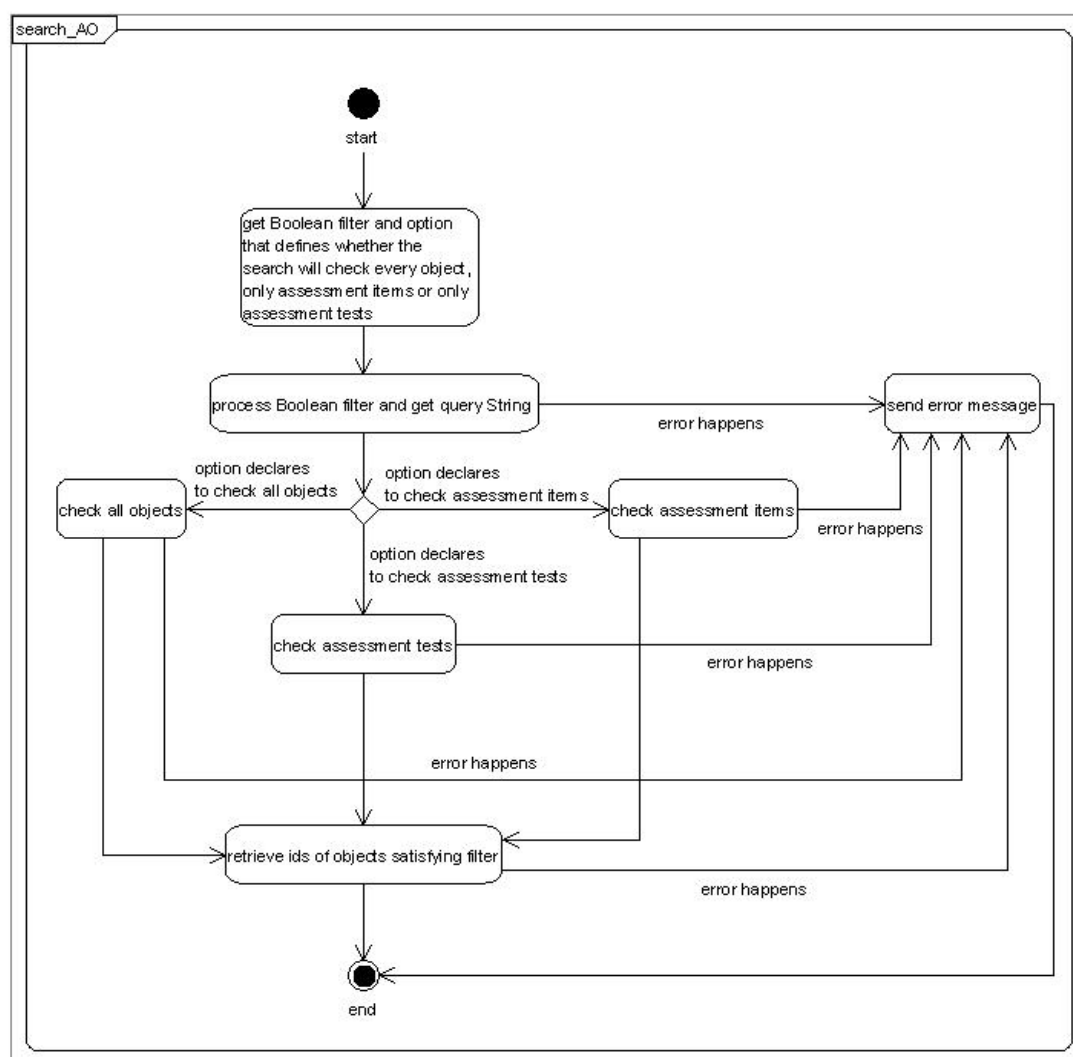 search_AO
start
get Boolean filter and option
that defines whether the
search will check every object,
only assessment items or only
assessment tests
process Boolean filter and get query String
error happens
send error message
option declares
to check all objects
option declares
to check assessment items
check all objects
check assessment items
error happens
option declares
to check assessment tests
check assessment tests
error happens
error happens
retrieve ids of objects satisfying filter
error happens
end